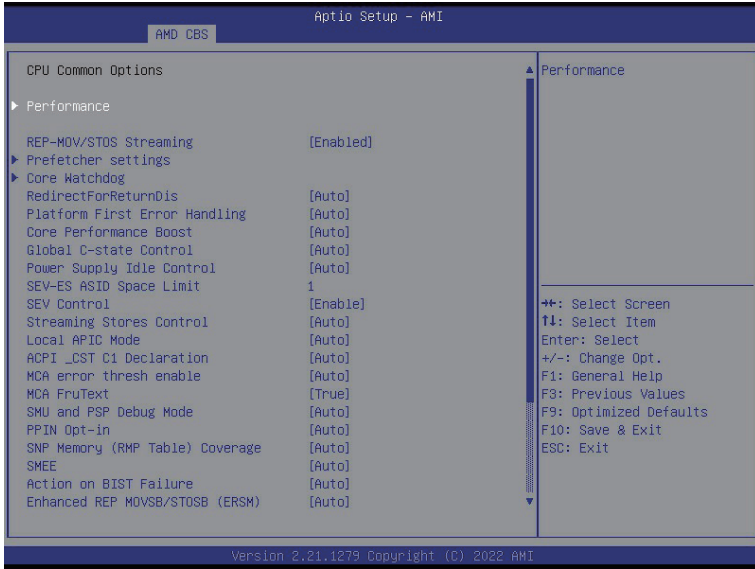 Aptio Setup - AMI
AMD CBS
CPU Common Options
Performance
REP-MOV/STOS Streaming [Enabled]
Prefetcher settings
Core Watchdog
RedirectForReturnDis [Auto]
Platform First Error Handling [Auto]
Core Performance Boost [Auto]
Global C-state Control [Auto]
Power Supply Idle Control [Auto]
SEV-ES ASID Space Limit 1
SEV Control [Enable]
Streaming Stores Control [Auto]
Local APIC Mode [Auto]
ACPI _CST C1 Declaration [Auto]
MCA error thresh enable [Auto]
MCA FruText [True]
SMU and PSP Debug Mode [Auto]
PPIN Opt-in [Auto]
SNP Memory (RMP Table) Coverage [Auto]
SMEE [Auto]
Action on BIST Failure [Auto]
Enhanced REP MOVSB/STOSB (ERSM) [Auto]
Performance
→←: Select Screen
↑↓: Select Item
Enter: Select
+/-: Change Opt.
F1: General Help
F3: Previous Values
F9: Optimized Defaults
F10: Save & Exit
ESC: Exit
Version 2.21.1279 Copyright (C) 2022 AMI